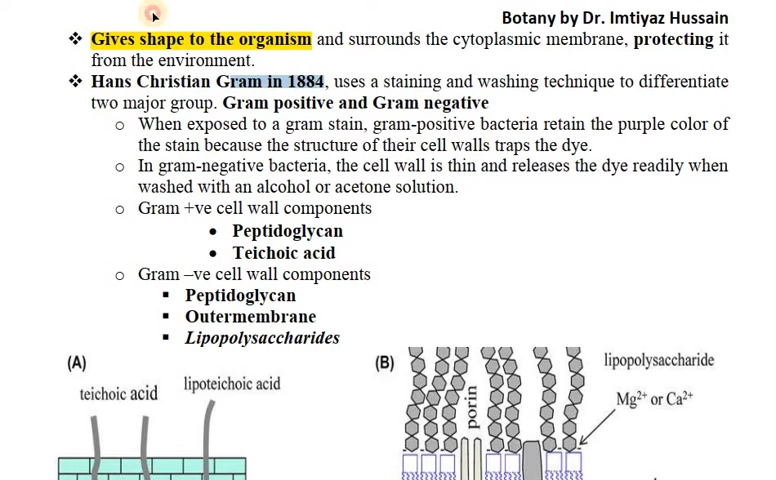 Botany by Dr. Imtiyaz Hussain
❖ Gives shape to the organism and surrounds the cytoplasmic membrane, protecting it
from the environment.
❖ Hans Christian Gram in 1884, uses a staining and washing technique to differentiate
two major group. Gram positive and Gram negative
o When exposed to a gram stain, gram-positive bacteria retain the purple color of
the stain because the structure of their cell walls traps the dye.
o In gram-negative bacteria, the cell wall is thin and releases the dye readily when
washed with an alcohol or acetone solution.
o Gram +ve cell wall components
• Peptidoglycan
• Teichoic acid
o Gram –ve cell wall components
▪ Peptidoglycan
▪ Outermembrane
▪ Lipopolysaccharides
(A)
teichoic acid
lipoteichoic acid
(B)
porin
lipopolysaccharide
Mg²⁺ or Ca²⁺